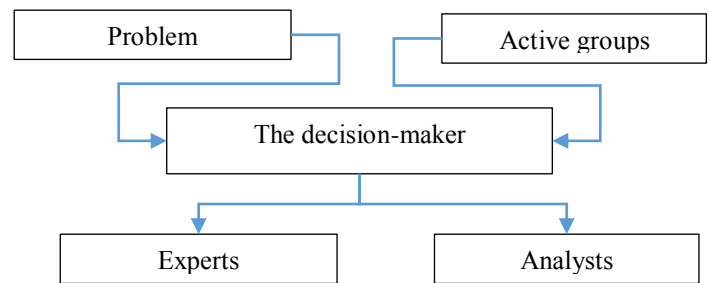 Problem
Active groups
The decision-maker
Experts
Analysts